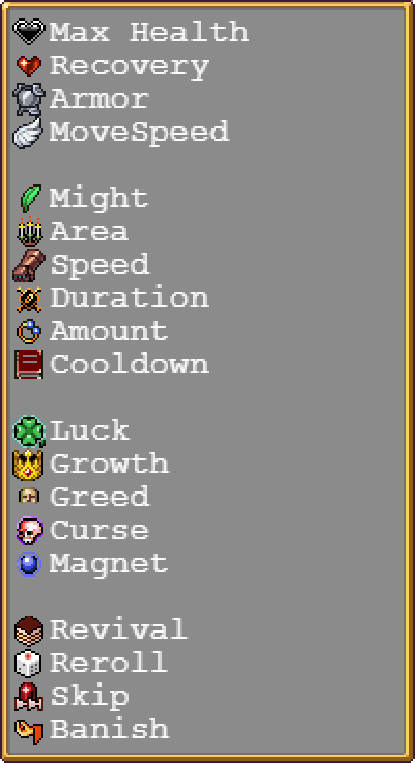 Max Health
Recovery
Armor
MoveSpeed
Might
Area
Speed
Duration
Amount
Cooldown
Luck
Growth
Greed
Curse
Magnet
Revival
Reroll
Skip
Banish